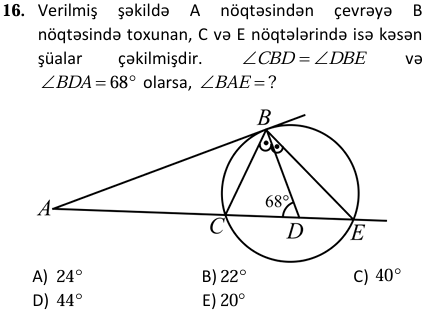 16. Verilmiş şəkildə A nöqtəsindən çevrəyə B
nöqtəsində toxunan, C və E nöqtələrində isə kəsən
şüalar çəkilmişdir. ∠CBD = ∠DBE və
∠BDA = 68° olarsa, ∠BAE = ?
B
A
68°
C
D
E
A) 24°
B) 22°
C) 40°
D) 44°
E) 20°